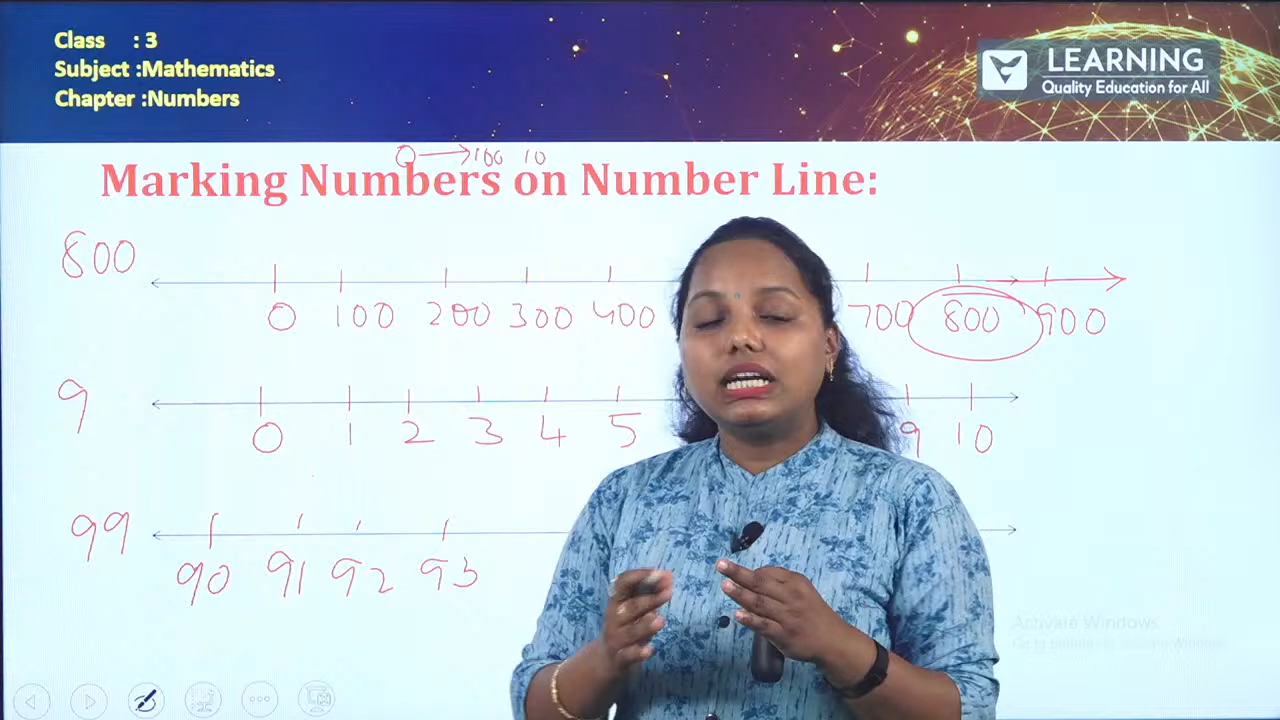 Class : 3
Subject :Mathematics
Chapter :Numbers
LEARNING
Quality Education for All
0 → 100 10
Marking Numbers on Number Line:
800
0 100 200 300 400 700 800 900
9
0 1 2 3 4 5 9 10
99
90 91 92 93
Activate Windows